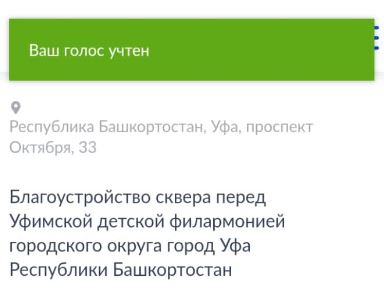 Ваш голос учтен
Республика Башкортостан, Уфа, проспект
Октября, 33
Благоустройство сквера перед
Уфимской детской филармонией
городского округа город Уфа
Республики Башкортостан